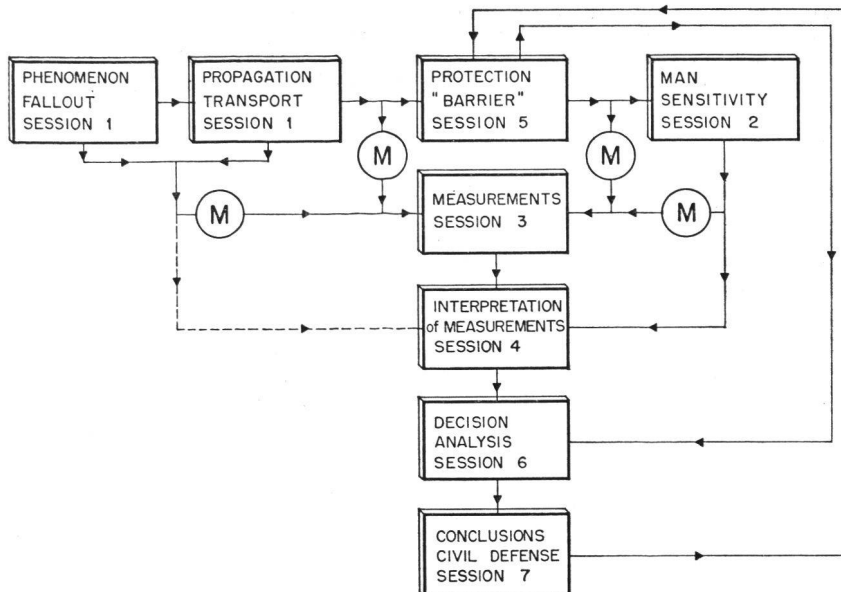 PHENOMENON
FALLOUT
SESSION 1
PROPAGATION
TRANSPORT
SESSION 1
PROTECTION
"BARRIER"
SESSION 5
MAN
SENSITIVITY
SESSION 2
M
M
M
M
MEASUREMENTS
SESSION 3
INTERPRETATION
of MEASUREMENTS
SESSION 4
DECISION
ANALYSIS
SESSION 6
CONCLUSIONS
CIVIL DEFENSE
SESSION 7